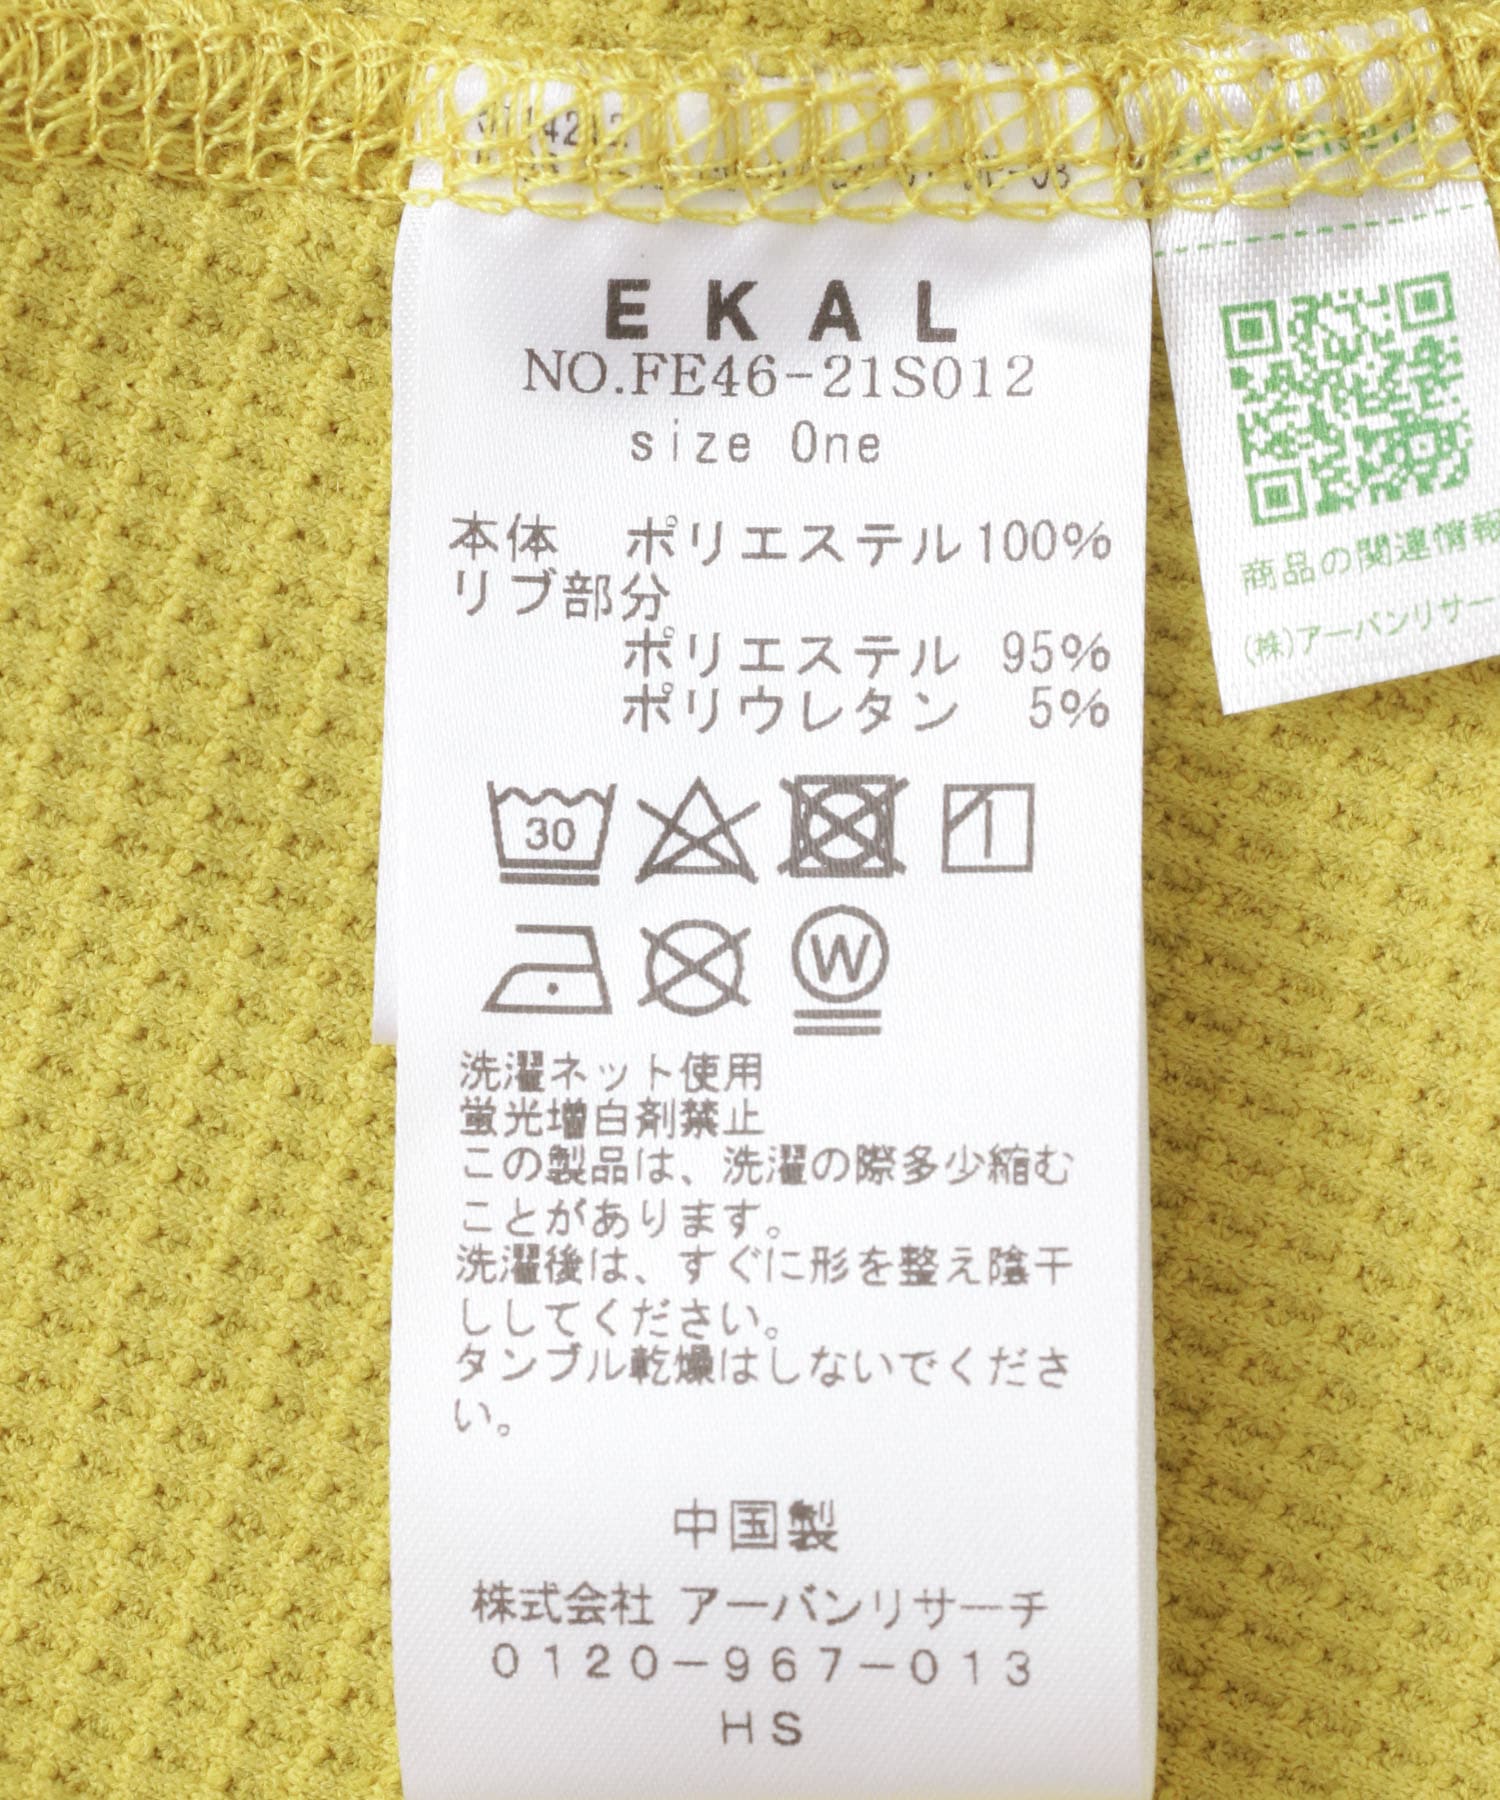 EKAL
NO.FE46-21S012
size One
本体 ポリエステル100%
リブ部分
ポリエステル 95%
ポリウレタン 5%
30
W
洗濯ネット使用
蛍光増白剤禁止
この製品は、洗濯の際多少縮む
ことがあります。
洗濯後は、すぐに形を整え陰干
ししてください。
タンブル乾燥はしないでくださ
い。
中国製
株式会社 アーバンリサーチ
0120-967-013
HS
商品の関連情報
(株)アーバンリサー